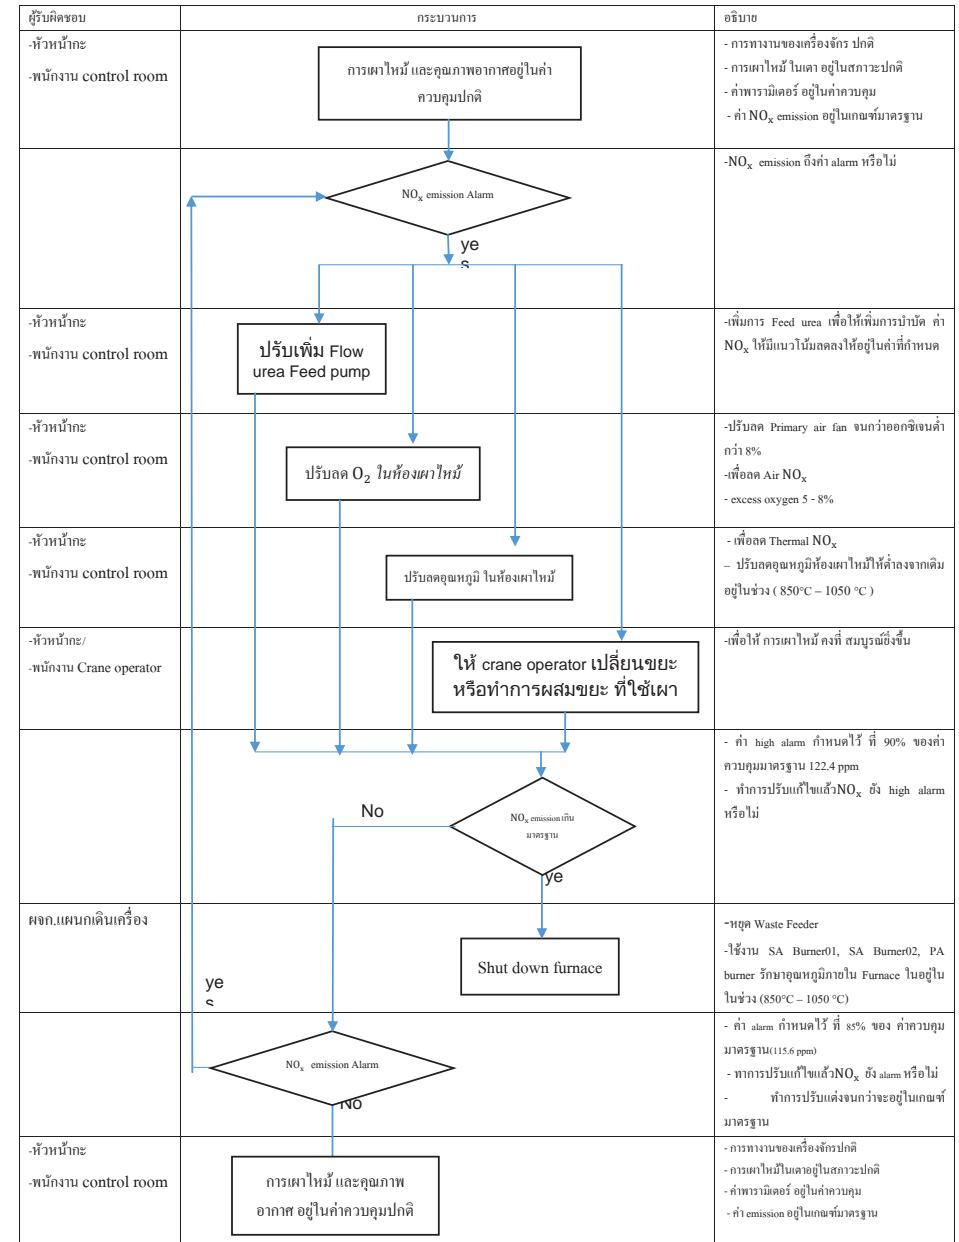 ผู้รับผิดชอบ
กระบวนการ
อธิบาย
-หัวหน้ากะ
-พนักงาน control room
การเผาไหม้ และคุณภาพอากาศอยู่ในค่า
ควบคุมปกติ
- การทางานของเครื่องจักร ปกติ
- การเผาไหม้ ในเตา อยู่ในสภาวะปกติ
- ค่าพารามิเตอร์ อยู่ในค่าควบคุม
- ค่า NOx emission อยู่ในเกณฑ์มาตรฐาน
NOx emission Alarm
ye
s
-NOx emission ถึงค่า alarm หรือไม่
-หัวหน้ากะ
-พนักงาน control room
ปรับเพิ่ม Flow
urea Feed pump
-เพิ่มการ Feed urea เพื่อให้เพิ่มการบำบัด ค่า
NOx ให้มีแนวโน้มลดลงให้อยู่ในค่าที่กำหนด
-หัวหน้ากะ
-พนักงาน control room
ปรับลด O2 ในห้องเผาไหม้
-ปรับลด Primary air fan จนกว่าออกซิเจนต่ำ
กว่า 8%
-เพื่อลด Air NOx
- excess oxygen 5 - 8%
-หัวหน้ากะ
-พนักงาน control room
ปรับลดอุณหภูมิ ในห้องเผาไหม้
- เพื่อลด Thermal NOx
– ปรับลดอุณหภูมิห้องเผาไหม้ให้ต่ำลงจากเดิม
อยู่ในช่วง ( 850°C – 1050 °C )
-หัวหน้ากะ/
-พนักงาน Crane operator
ให้ crane operator เปลี่ยนขยะ
หรือทำการผสมขยะ ที่ใช้เผา
-เพื่อให้ การเผาไหม้ คงที่ สมบูรณ์ยิ่งขึ้น
No
NOx emission เกิน
มาตรฐาน
ye
- ค่า high alarm กำหนดไว้ ที่ 90% ของค่า
ควบคุมมาตรฐาน 122.4 ppm
- ทำการปรับแก้ไขแล้วNOx ยัง high alarm
หรือไม่
ผจก.แผนกเดินเครื่อง
Shut down furnace
ye
s
-หยุด Waste Feeder
-ใช้งาน SA Burner01, SA Burner02, PA
burner รักษาอุณหภูมิภายใน Furnace ในอยู่ใน
ในช่วง (850°C – 1050 °C)
NOx emission Alarm
No
- ค่า alarm กำหนดไว้ ที่ 85% ของ ค่าควบคุม
มาตรฐาน(115.6 ppm)
- ทาการปรับแก้ไขแล้วNOx ยัง alarm หรือไม่
- ทำการปรับแต่งจนกว่าจะอยู่ในเกณฑ์
มาตรฐาน
-หัวหน้ากะ
-พนักงาน control room
การเผาไหม้ และคุณภาพ
อากาศ อยู่ในค่าควบคุมปกติ
- การทางานของเครื่องจักรปกติ
- การเผาไหม้ในเตาอยู่ในสภาวะปกติ
- ค่าพารามิเตอร์ อยู่ในค่าควบคุม
- ค่า emission อยู่ในเกณฑ์มาตรฐาน